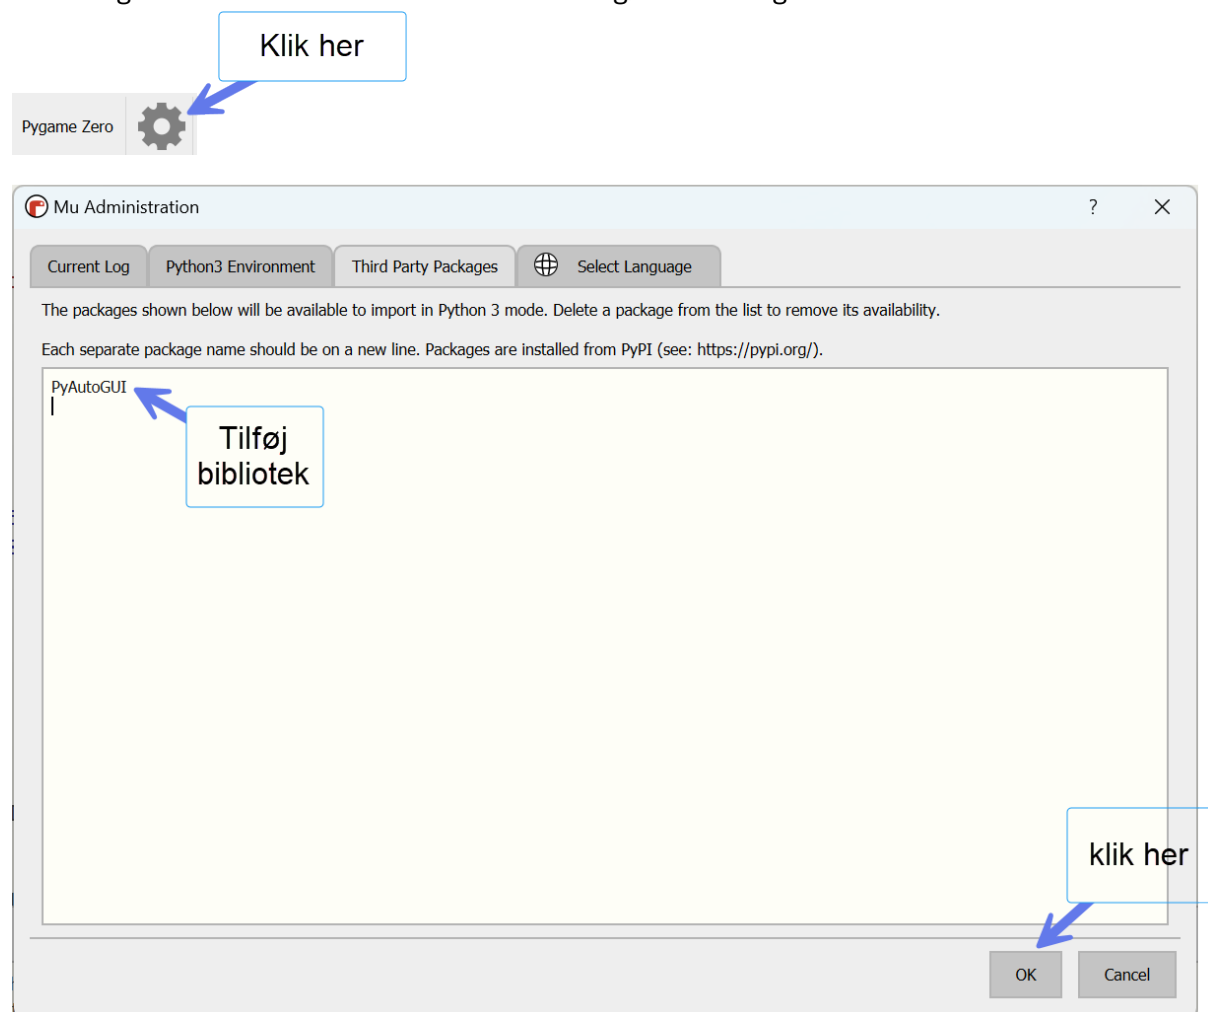 Klik her
Pygame Zero
Mu Administration
?
Current Log
Python3 Environment
Third Party Packages
Select Language
The packages shown below will be available to import in Python 3 mode. Delete a package from the list to remove its availability.
Each separate package name should be on a new line. Packages are installed from PyPI (see: https://pypi.org/).
PyAutoGUI
Tilføj
bibliotek
klik her
OK
Cancel